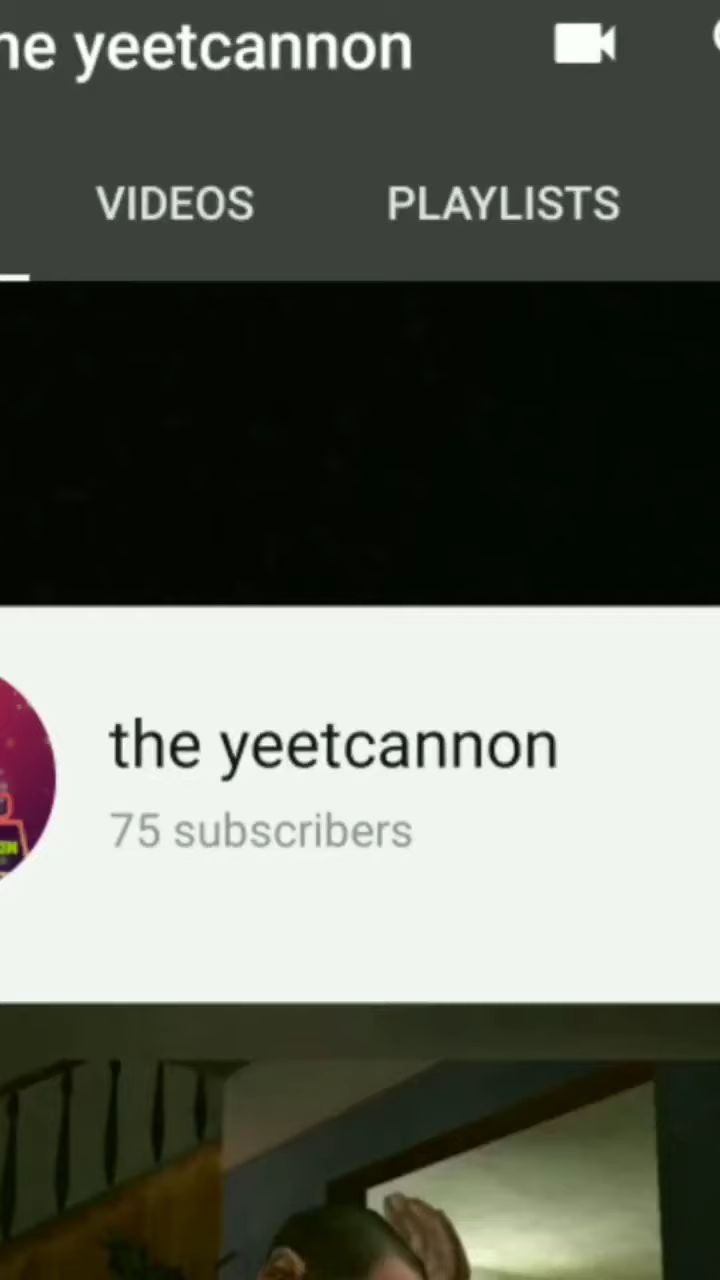 he yeetcannon
VIDEOS
PLAYLISTS
the yeetcannon
75 subscribers